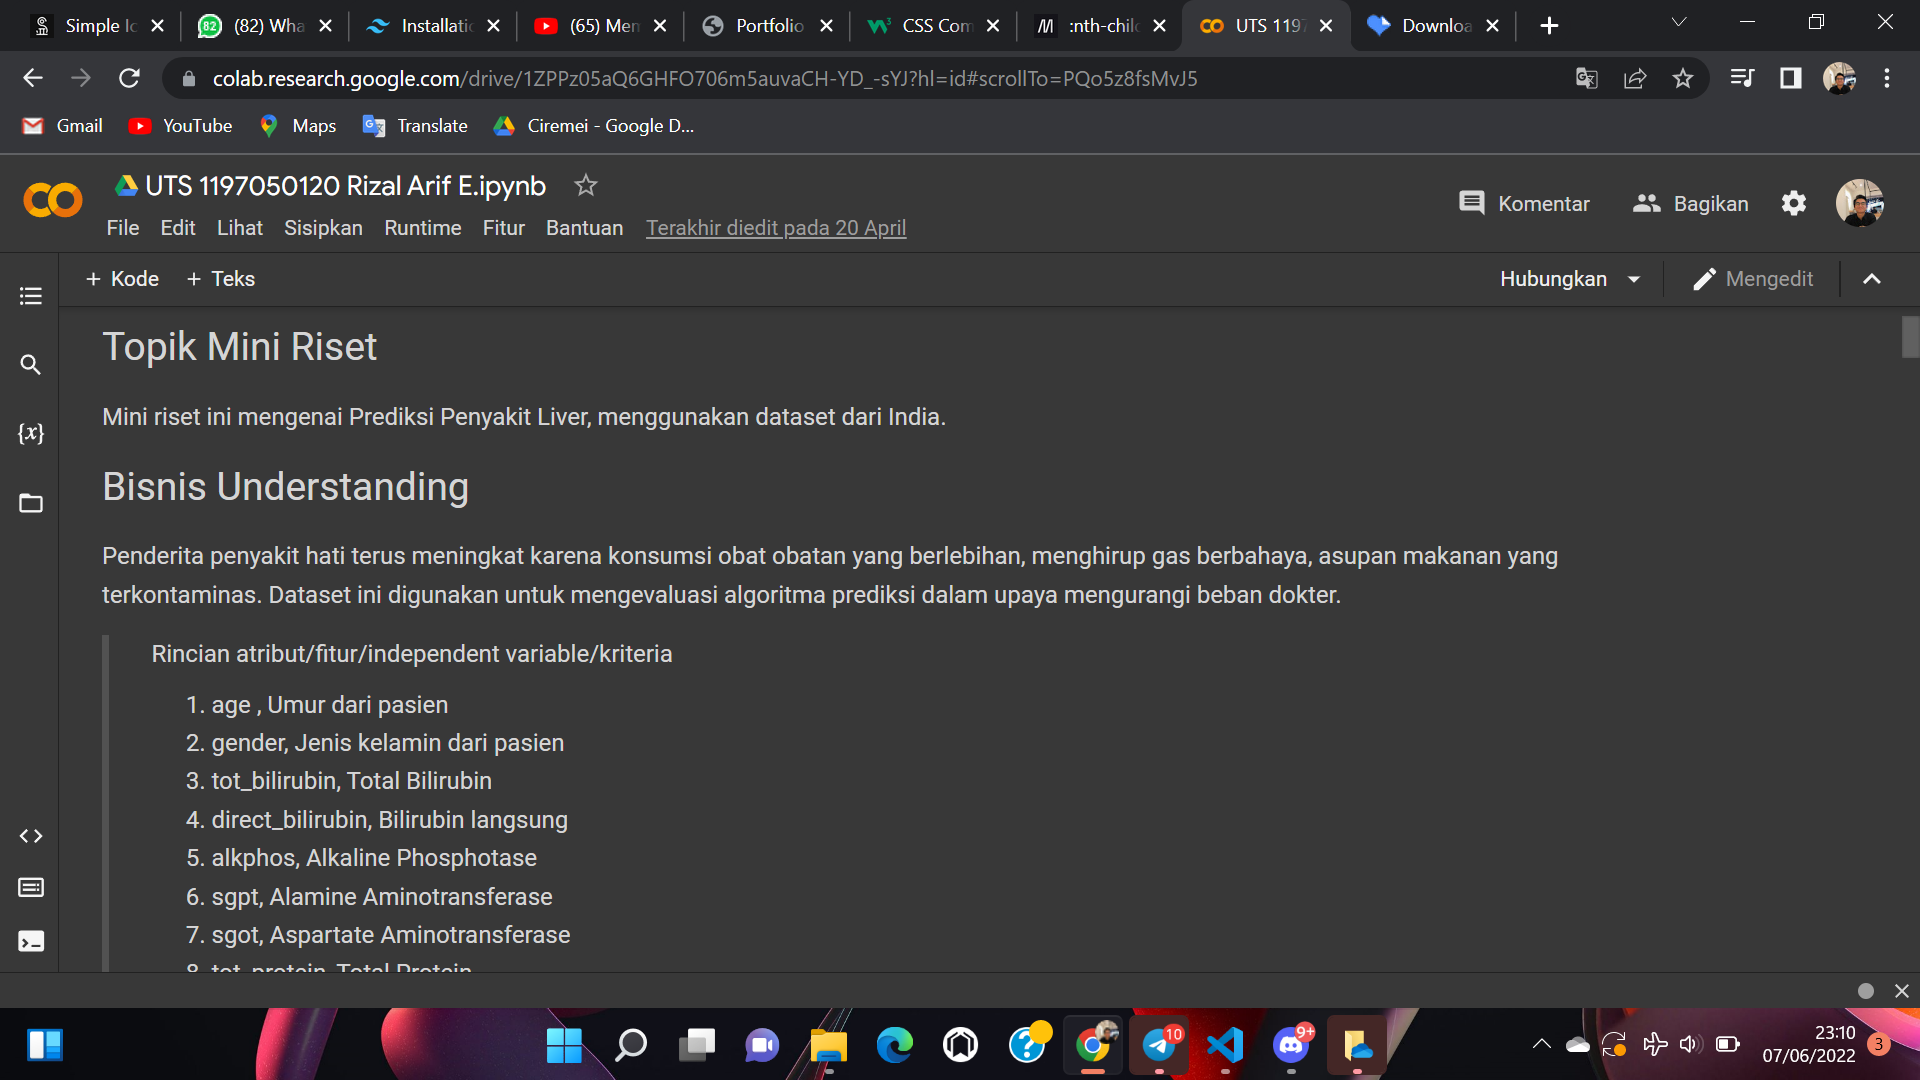 Simple Ic
(82) Wha
Installatio
(65) Men
Portfolio
CSS Com
:nth-chil
UTS 1197
Downloa
colab.research.google.com/drive/1ZPPz05aQ6GHFO706m5auvaCH-YD_-sYJ?hl=id#scrollTo=PQo5z8fsMvJ5
Gmail
YouTube
Maps
Translate
Ciremei - Google D...
UTS 1197050120 Rizal Arif E.ipynb
Komentar
Bagikan
File Edit Lihat Sisipkan Runtime Fitur Bantuan Terakhir diedit pada 20 April
+ Kode + Teks
Hubungkan
Mengedit
Topik Mini Riset
Mini riset ini mengenai Prediksi Penyakit Liver, menggunakan dataset dari India.
Bisnis Understanding
Penderita penyakit hati terus meningkat karena konsumsi obat obatan yang berlebihan, menghirup gas berbahaya, asupan makanan yang
terkontaminas. Dataset ini digunakan untuk mengevaluasi algoritma prediksi dalam upaya mengurangi beban dokter.
Rincian atribut/fitur/independent variable/kriteria
1. age , Umur dari pasien
2. gender, Jenis kelamin dari pasien
3. tot_bilirubin, Total Bilirubin
4. direct_bilirubin, Bilirubin langsung
5. alkphos, Alkaline Phosphotase
6. sgpt, Alamine Aminotransferase
7. sgot, Aspartate Aminotransferase
8. tot_protein, Total Protein
10
9+
23:10
07/06/2022
3